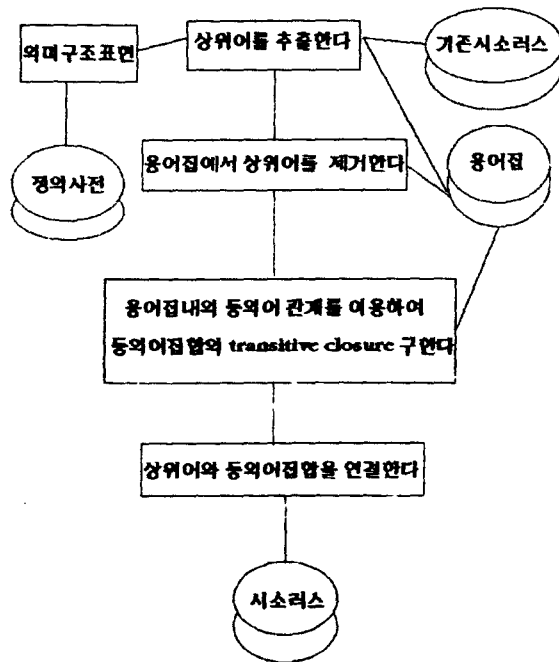 의미구조표현
상위어를 추출한다
기존시소러스
정의사전
용어집에서 상위어를 제거한다
용어집
용어집내의 동의어 관계를 이용하여
동의어집합의 transitive closure 구한다
상위어와 동의어집합을 연결한다
시소러스